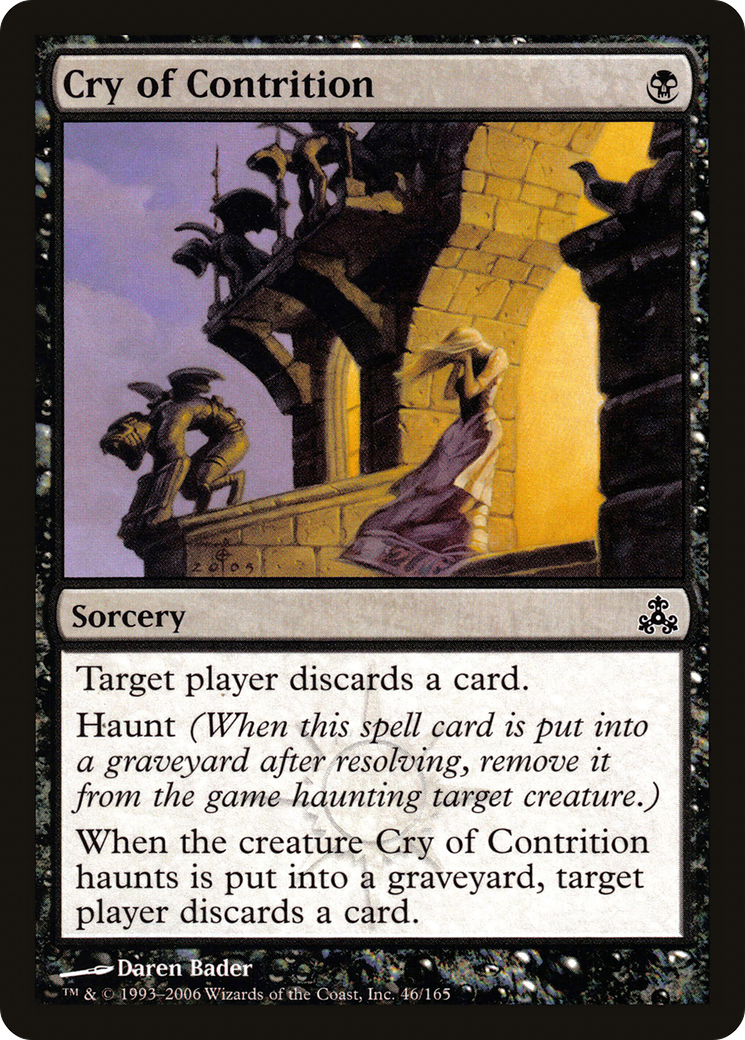 Cry of Contrition
2005
Sorcery
Target player discards a card.
Haunt (When this spell card is put into
a graveyard after resolving, remove it
from the game haunting target creature.)
When the creature Cry of Contrition
haunts is put into a graveyard, target
player discards a card.
Daren Bader
™ & © 1993–2006 Wizards of the Coast, Inc. 46/165